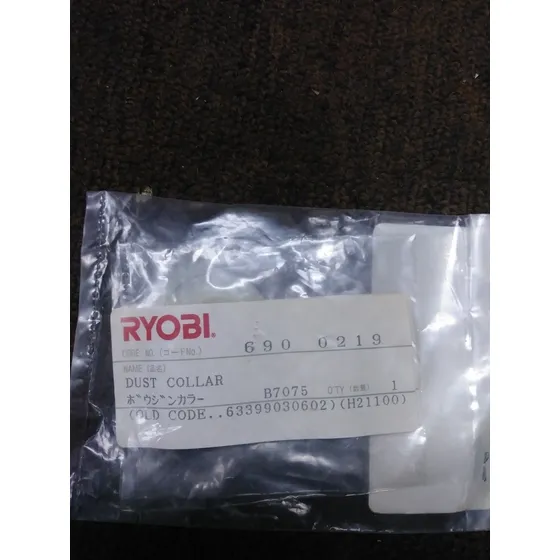 RYOBI.
CODE NO. (コードNo.) 690 0219
NAME (品名)
DUST COLLAR
ボウジンカラー B7075 Q'TY (数量) 1
(OLD CODE..63399030602)(H21100)